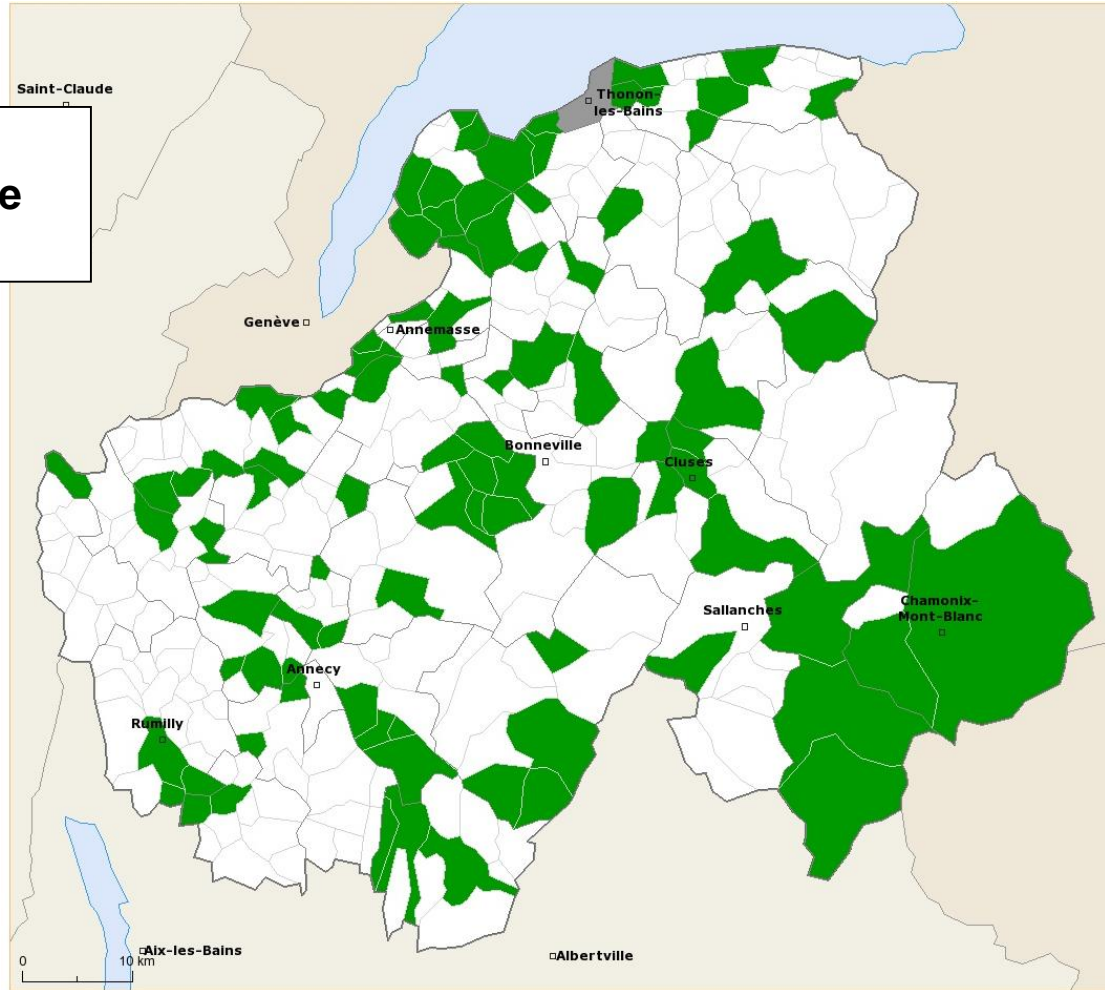 Saint-Claude
e
Thonon-
les-Bains
Genève
Annemasse
Bonneville
Cluses
Chamonix-
Mont-Blanc
Sallanches
Annecy
Rumilly
Aix-les-Bains
Albertville
0 10 km